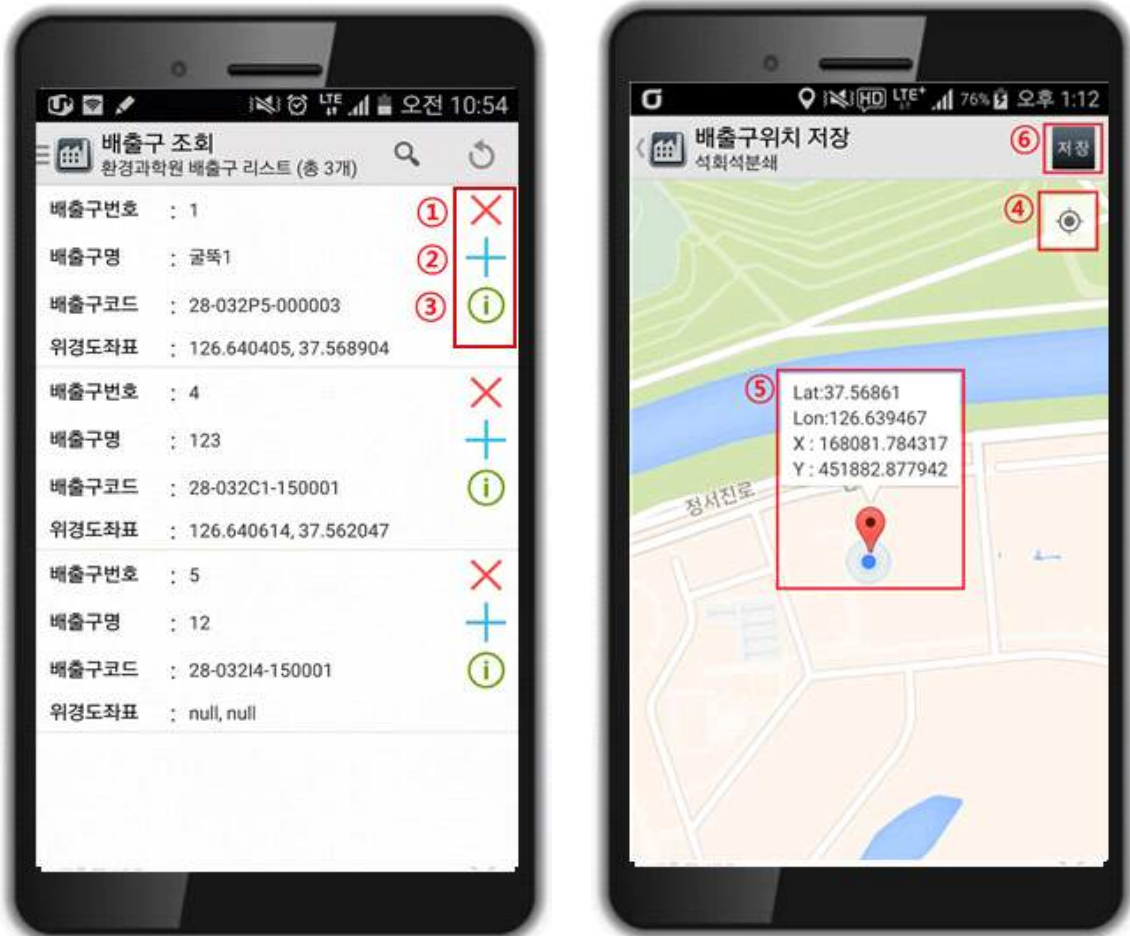 LTE 오전 10:54
배출구 조회
환경과학원 배출구 리스트 (총 3개)
배출구번호 : 1 ①
배출구명 : 굴뚝1 ②
배출구코드 : 28-032P5-000003 ③
위경도좌표 : 126.640405, 37.568904
배출구번호 : 4
배출구명 : 123
배출구코드 : 28-032C1-150001
위경도좌표 : 126.640614, 37.562047
배출구번호 : 5
배출구명 : 12
배출구코드 : 28-032I4-150001
위경도좌표 : null, null
HD LTE+ 76% 오후 1:12
배출구위치 저장
석회석분쇄
⑥ 저장
④
⑤
Lat:37.56861
Lon:126.639467
X : 168081.784317
Y : 451882.877942
정서진로